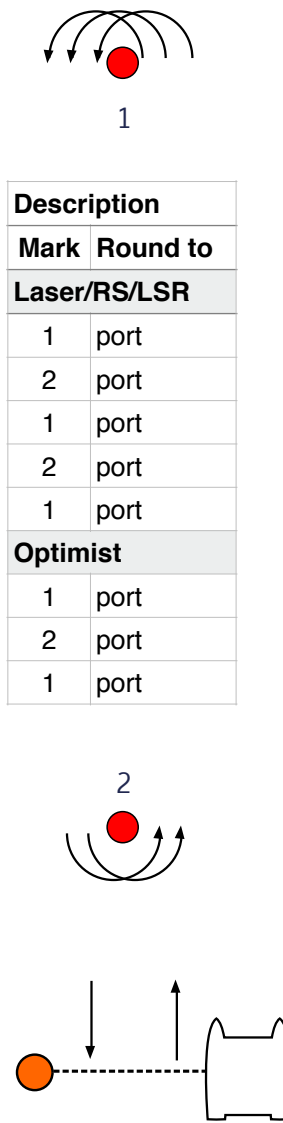 1
Description
Mark Round to
Laser/RS/LSR
1 port
2 port
1 port
2 port
1 port
Optimist
1 port
2 port
1 port
2